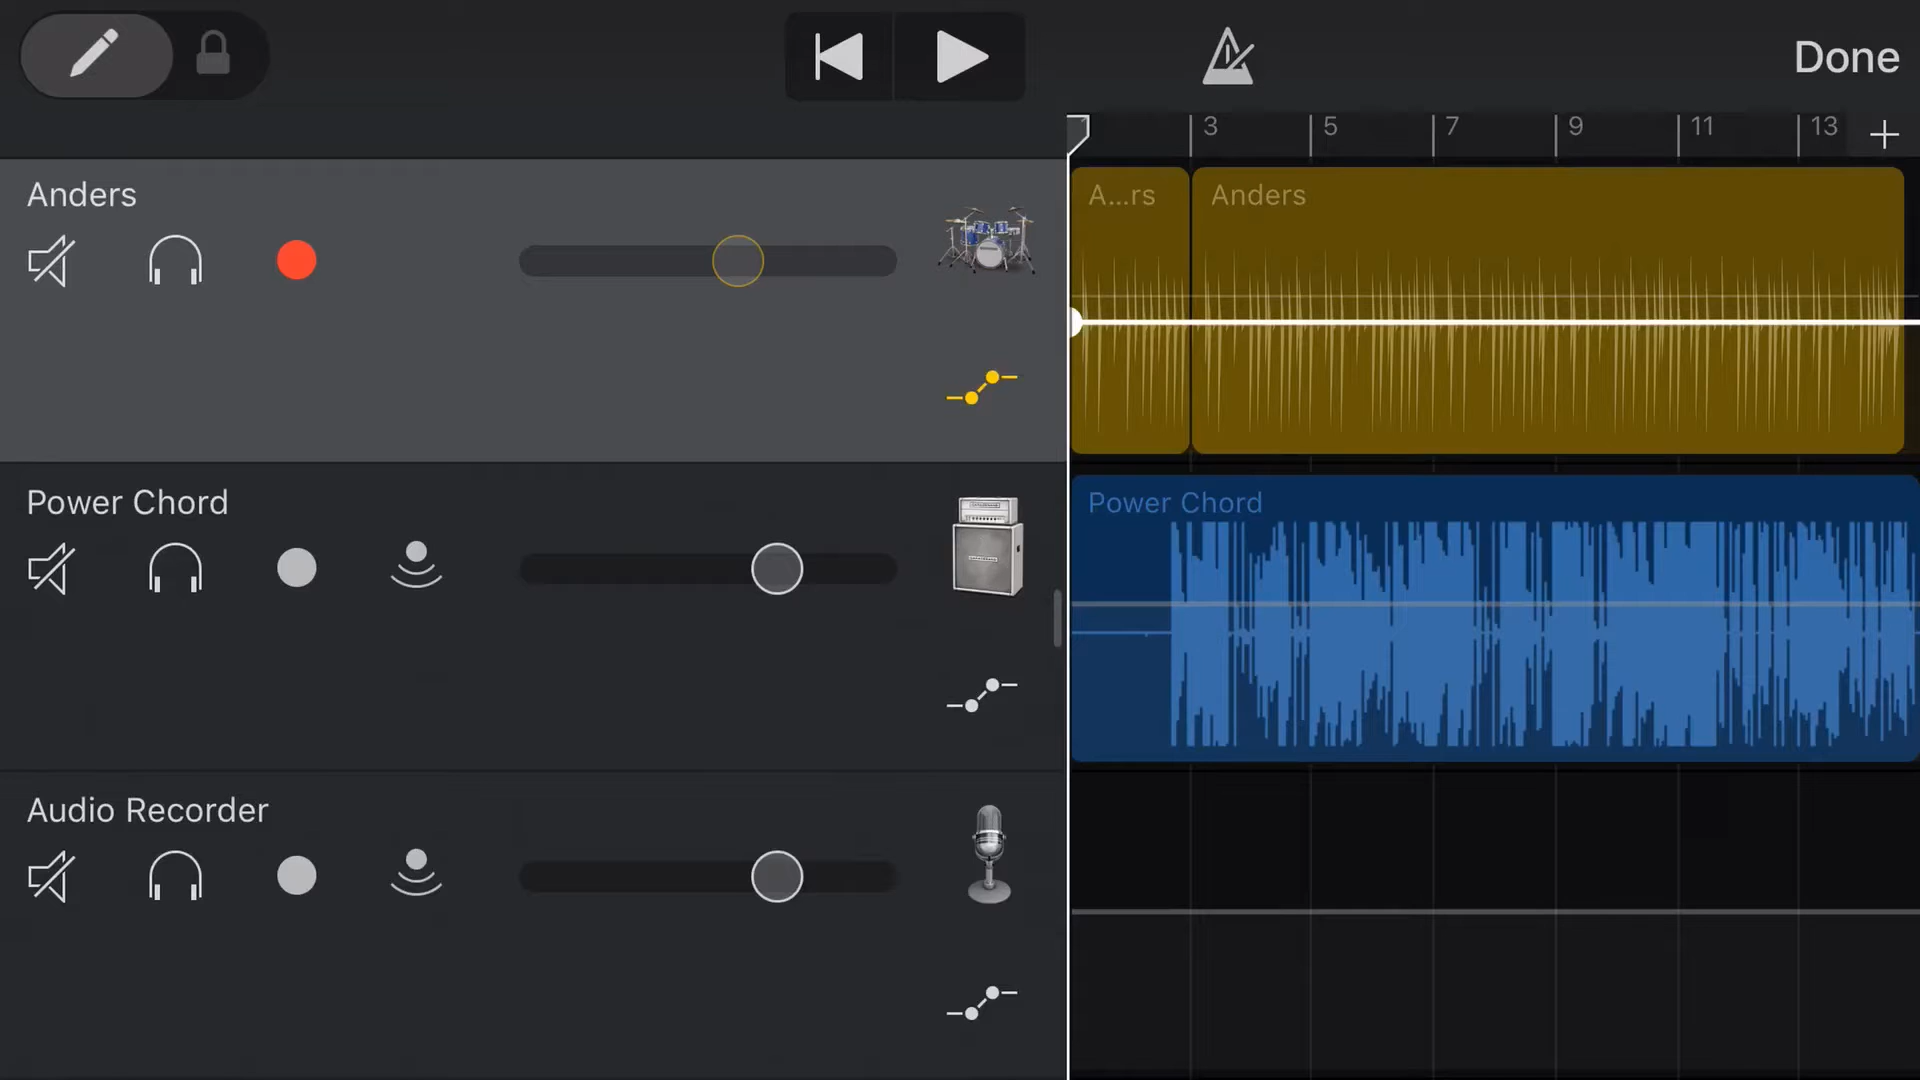 Done
3 5 7 9 11 13
Anders
A...rs Anders
Power Chord
Power Chord
Audio Recorder